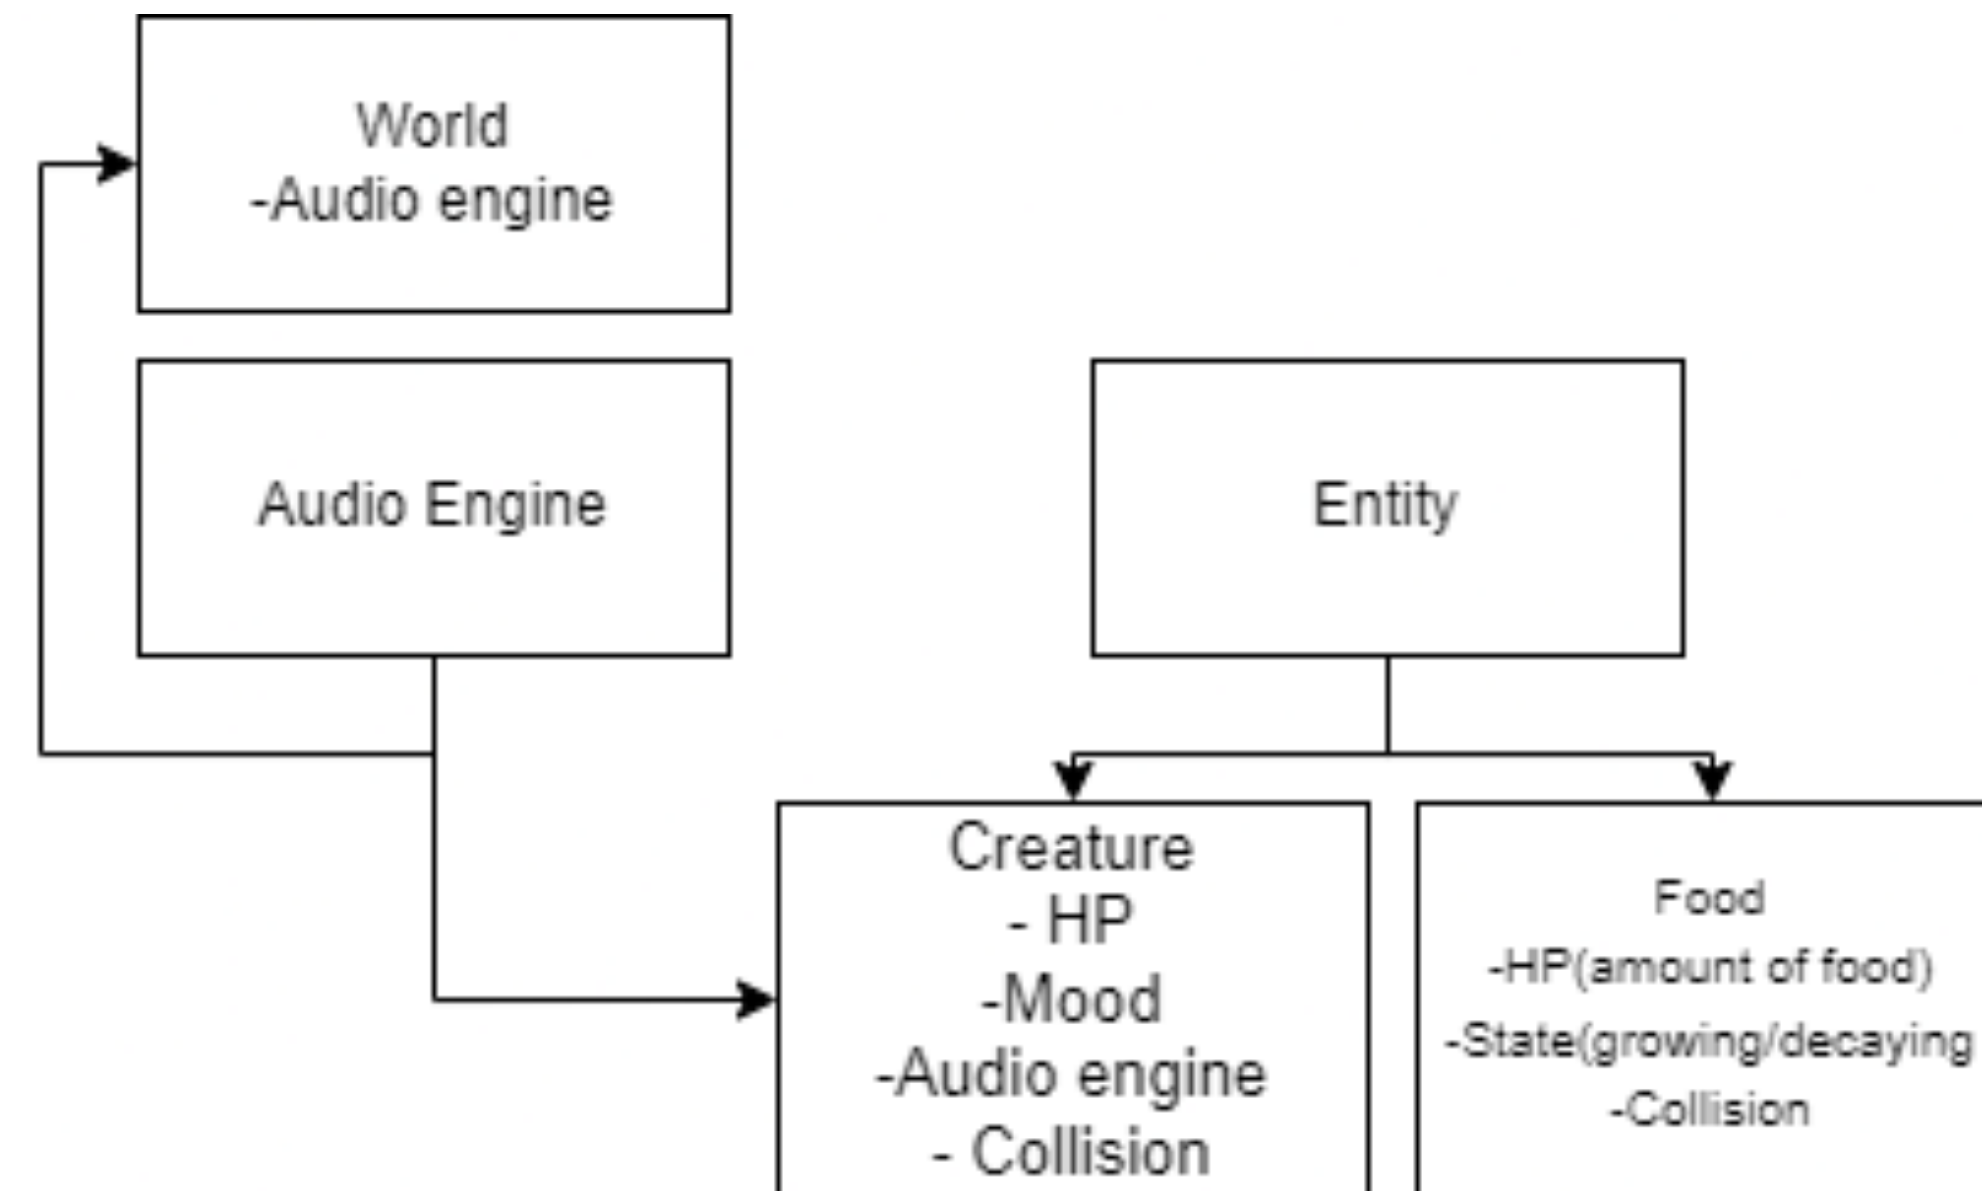 World
-Audio engine
Audio Engine
Entity
Creature
- HP
-Mood
-Audio engine
- Collision
Food
-HP(amount of food)
-State(growing/decaying
-Collision